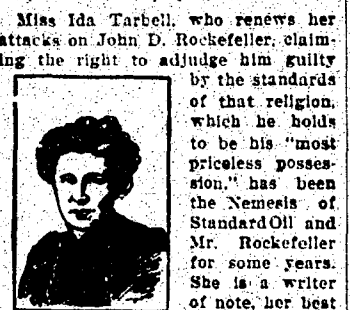 Miss Ida Tarbell, who renews her
attacks on John D. Rockefeller, claim-
ing the right to adjudge him guilty
by the standards
of that religion,
which he holds
to be his "most
priceless posses-
sion," has been
the Nemesis of
Standard Oil and
Mr. Rockefeller
for some years.
She is a writer
of note, her best